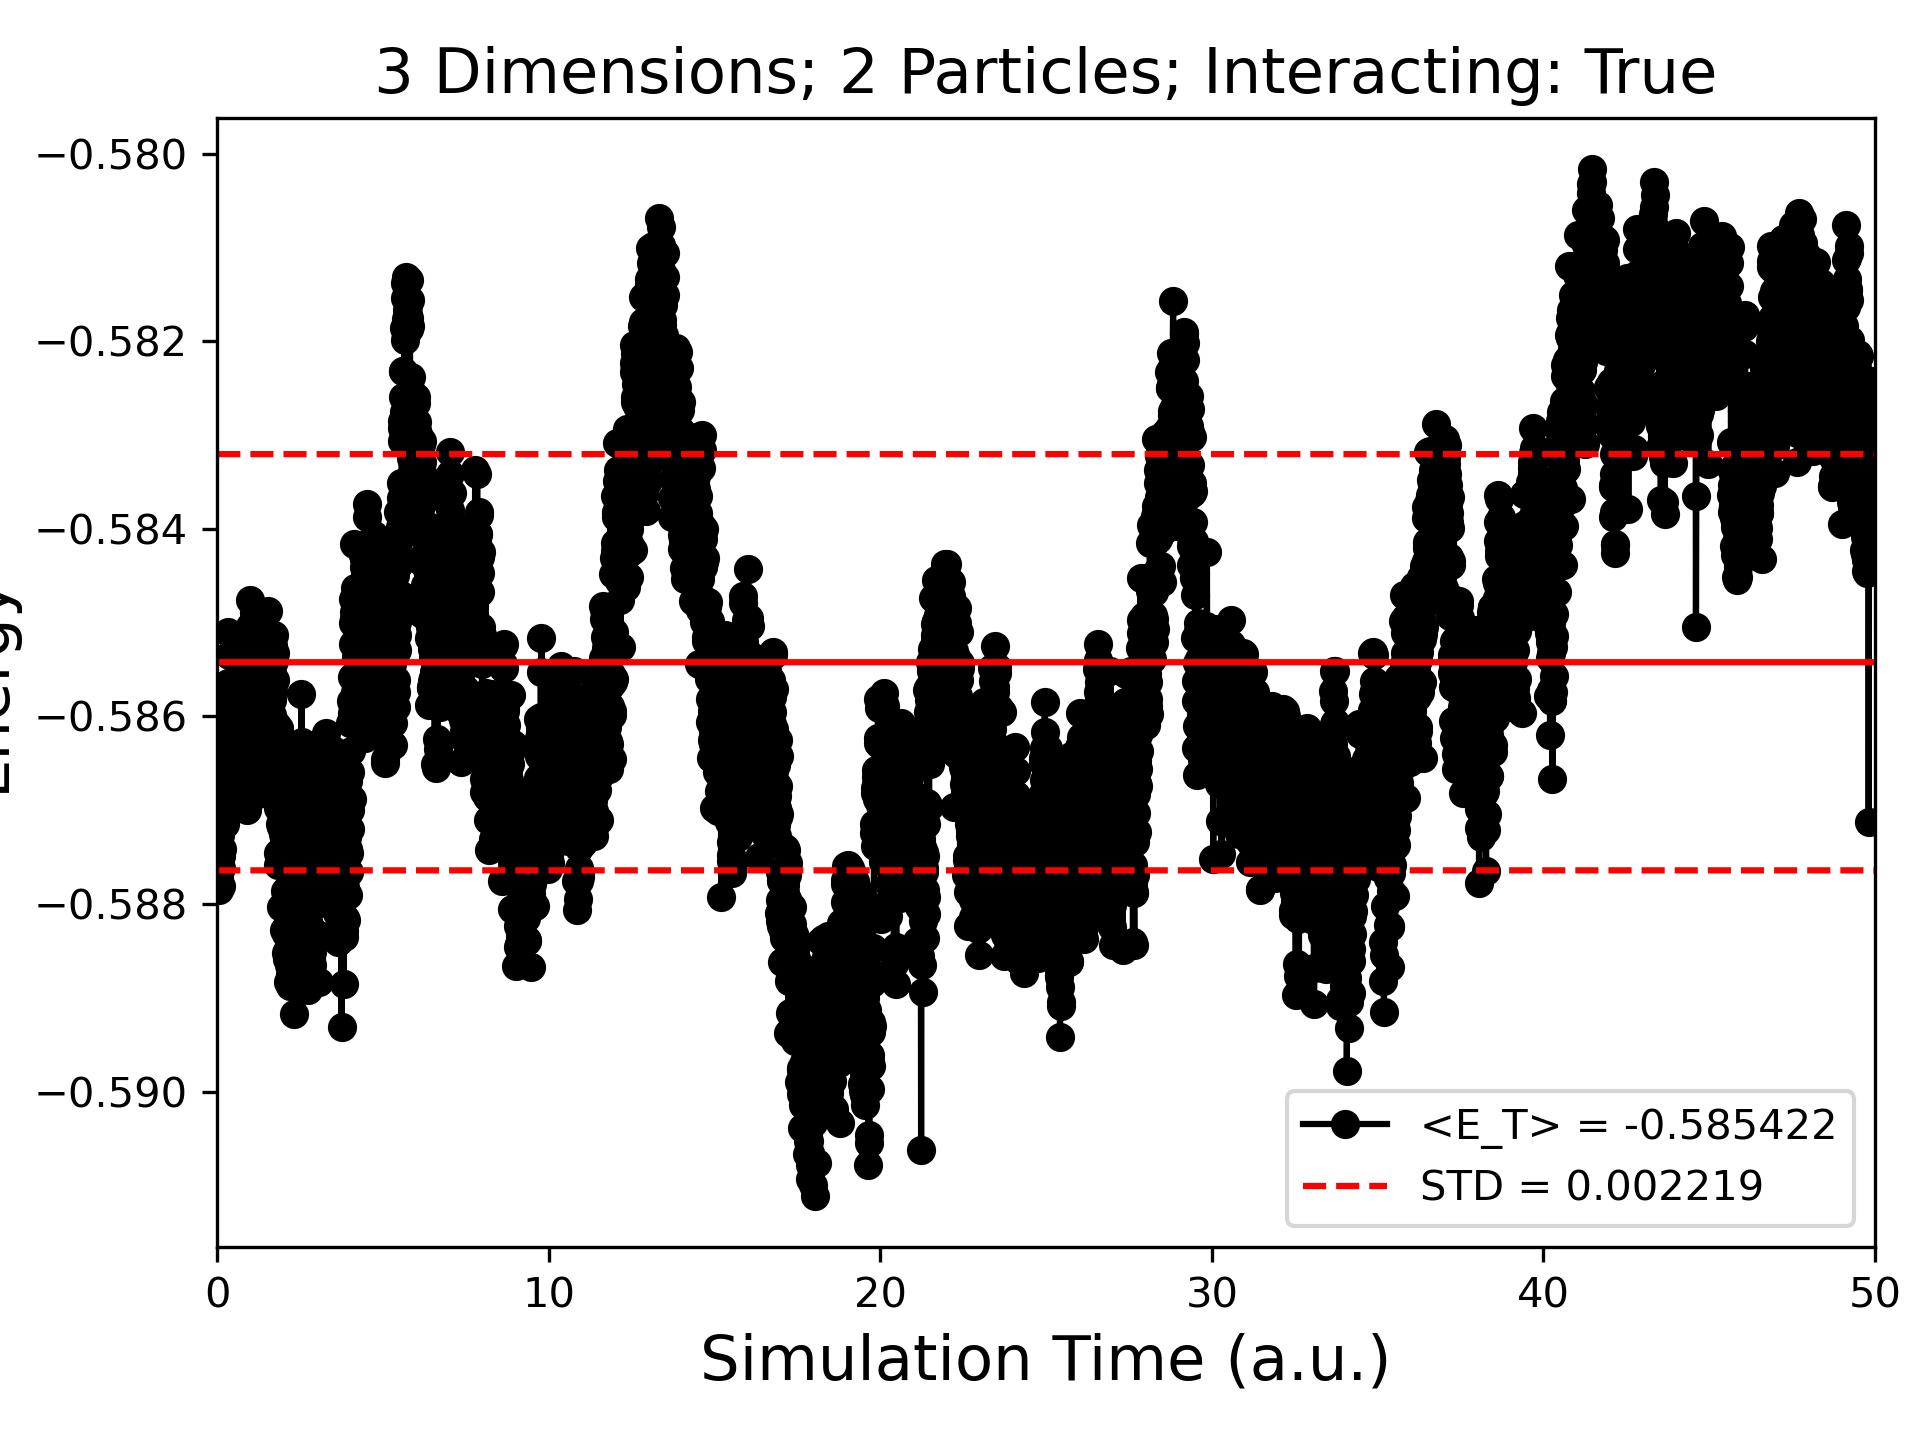 3 Dimensions; 2 Particles; Interacting: True
−0.580
−0.582
−0.584
−0.586
−0.588
−0.590
Energy
<E_T> = -0.585422
STD = 0.002219
0 10 20 30 40 50
Simulation Time (a.u.)